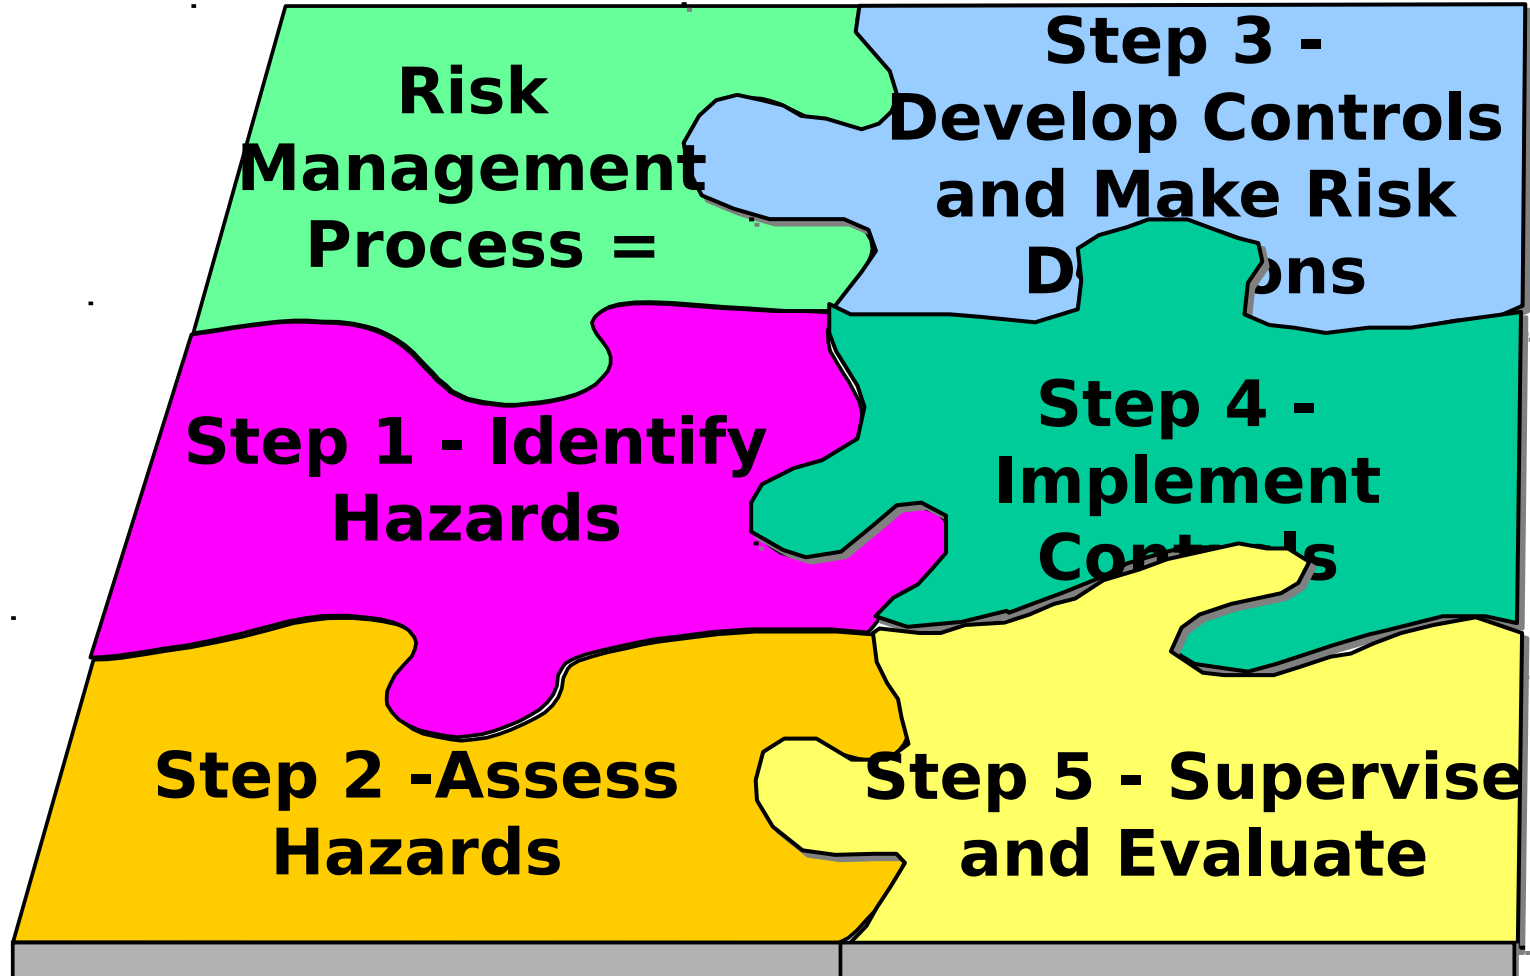 Risk
Management
Process =
Step 1 - Identify
Hazards
Step 2 -Assess
Hazards
Step 3 -
Develop Controls
and Make Risk
Step 4 -
Implement
Controls
Step 5 - Supervise
and Evaluate